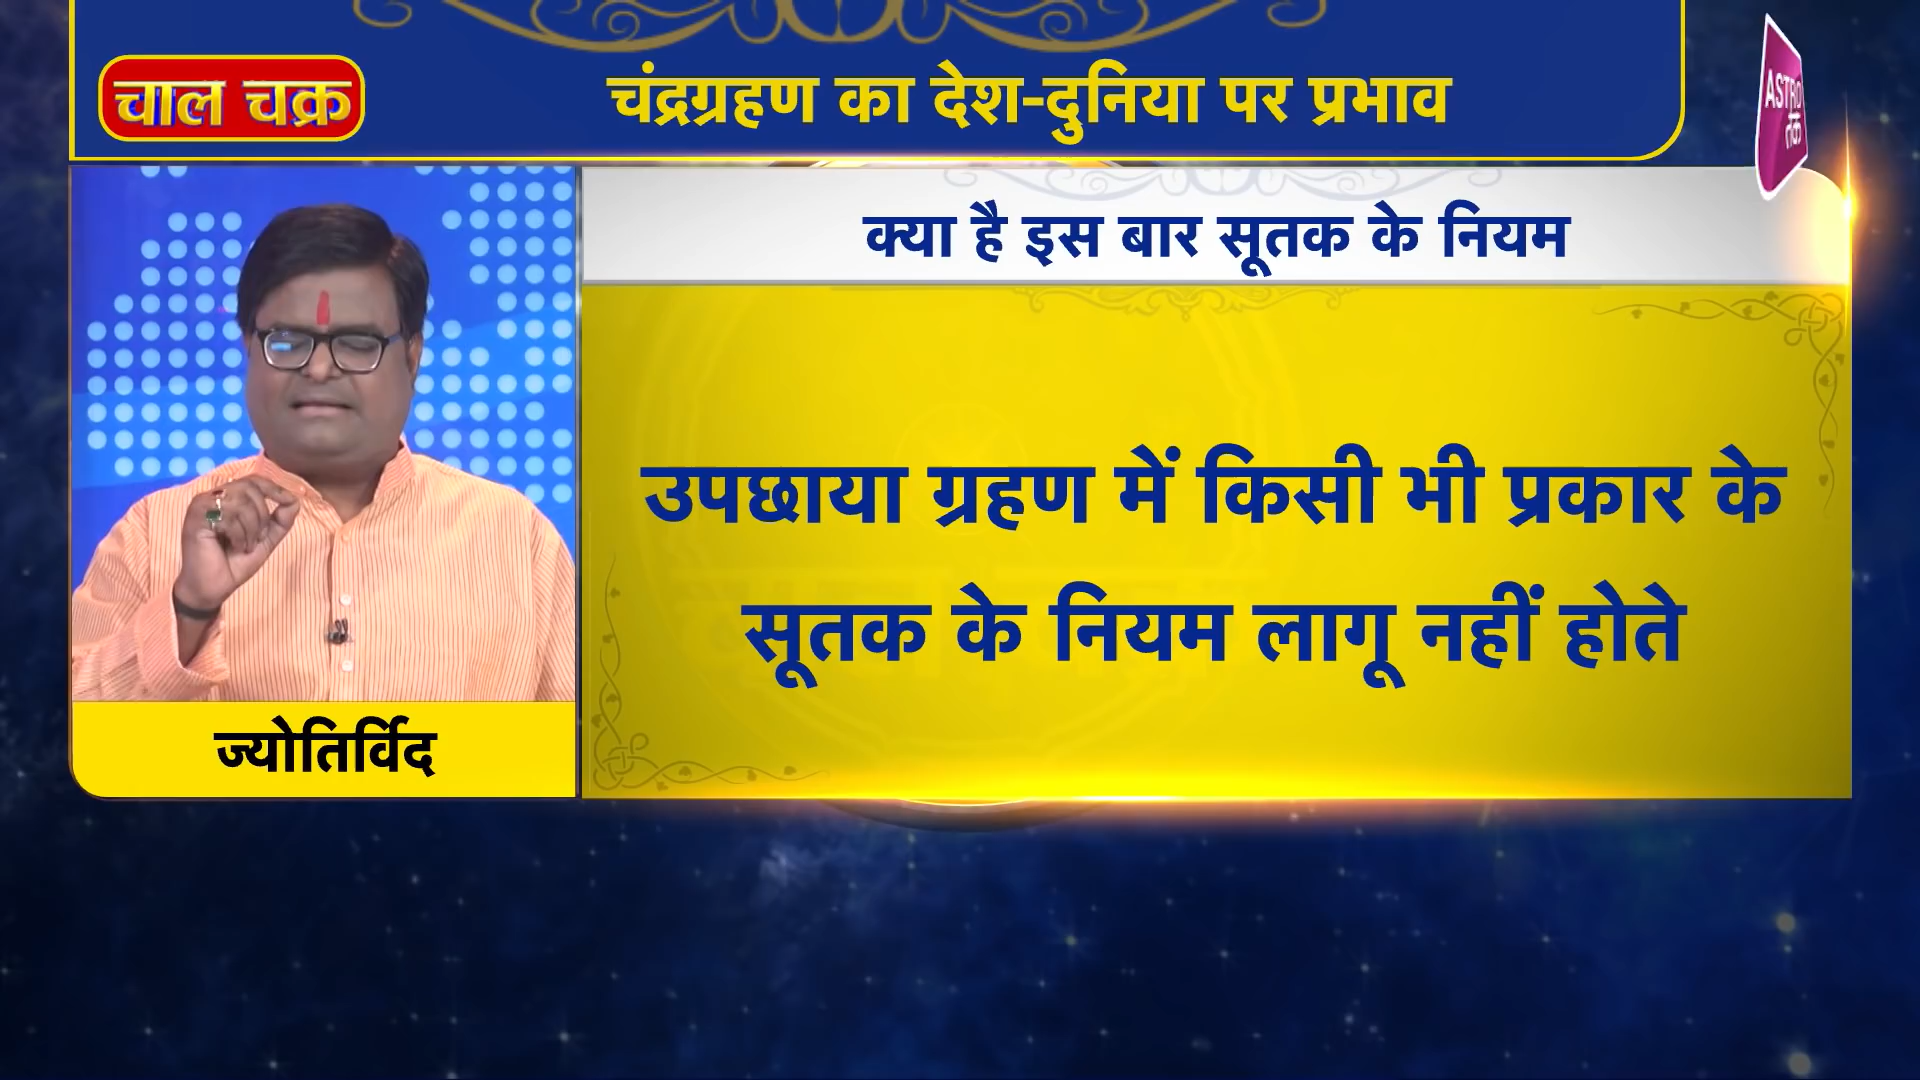 चाल चक्र
चंद्रग्रहण का देश-दुनिया पर प्रभाव
ASTRO
तक
क्या है इस बार सूतक के नियम
उपछाया ग्रहण में किसी भी प्रकार के
सूतक के नियम लागू नहीं होते
ज्योतिर्विद